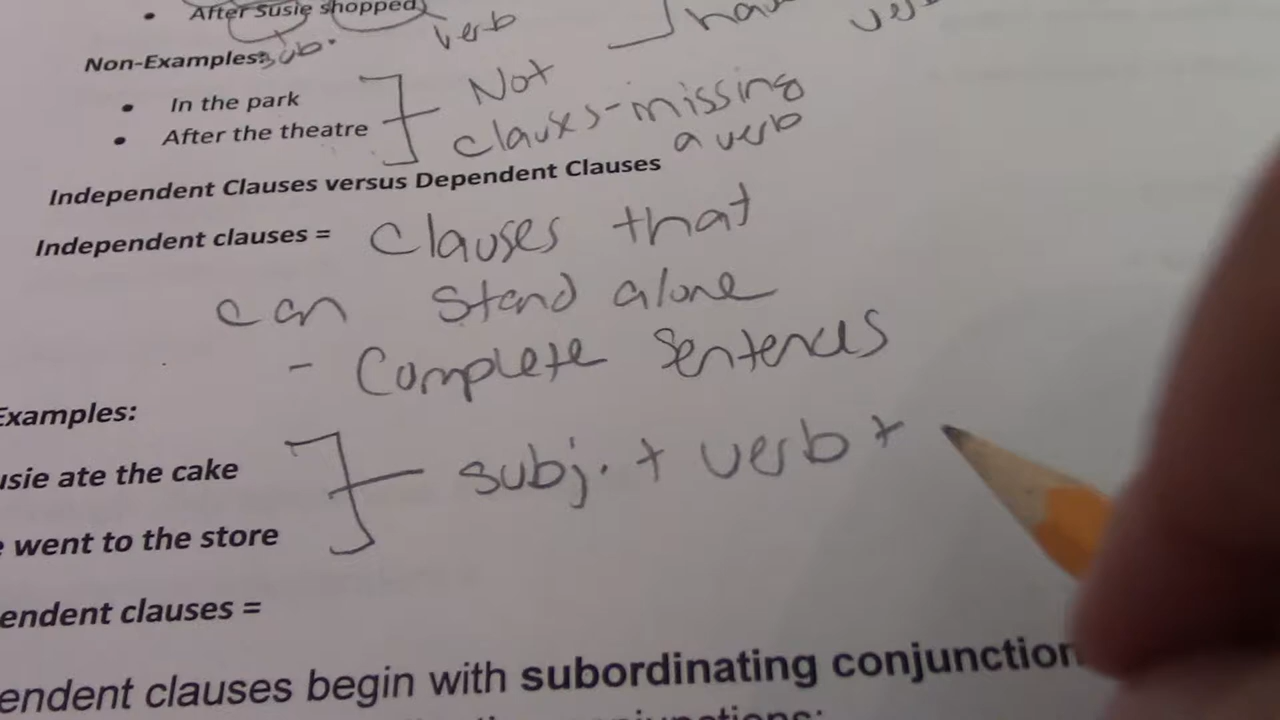 • After Susie shopped
sub. verb
Non-Examples:
• In the park
• After the theatre
Not
clauses-missing
a verb
Independent Clauses versus Dependent Clauses
Independent clauses = Clauses that
can stand alone
- Complete Sentences
Examples:
usie ate the cake
e went to the store
subj. + verb +
endent clauses =
endent clauses begin with subordinating conjunction